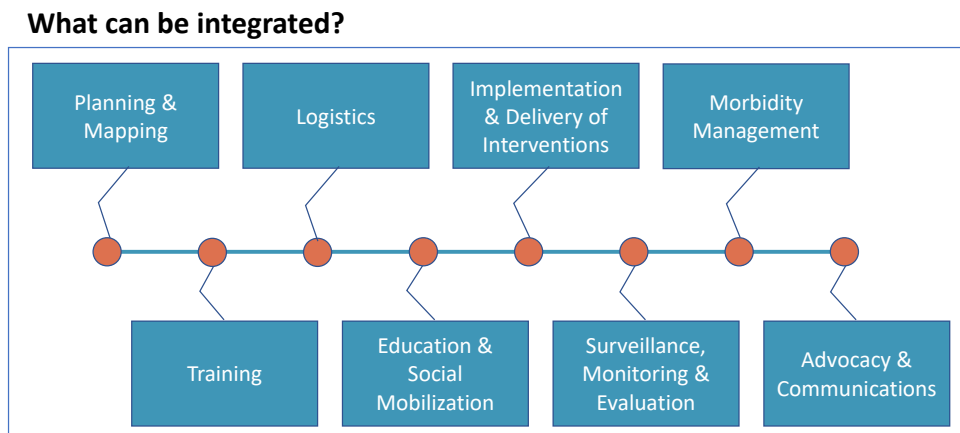 What can be integrated?
Planning &
Mapping
Logistics
Implementation
& Delivery of
Interventions
Morbidity
Management
Training
Education &
Social
Mobilization
Surveillance,
Monitoring &
Evaluation
Advocacy &
Communications